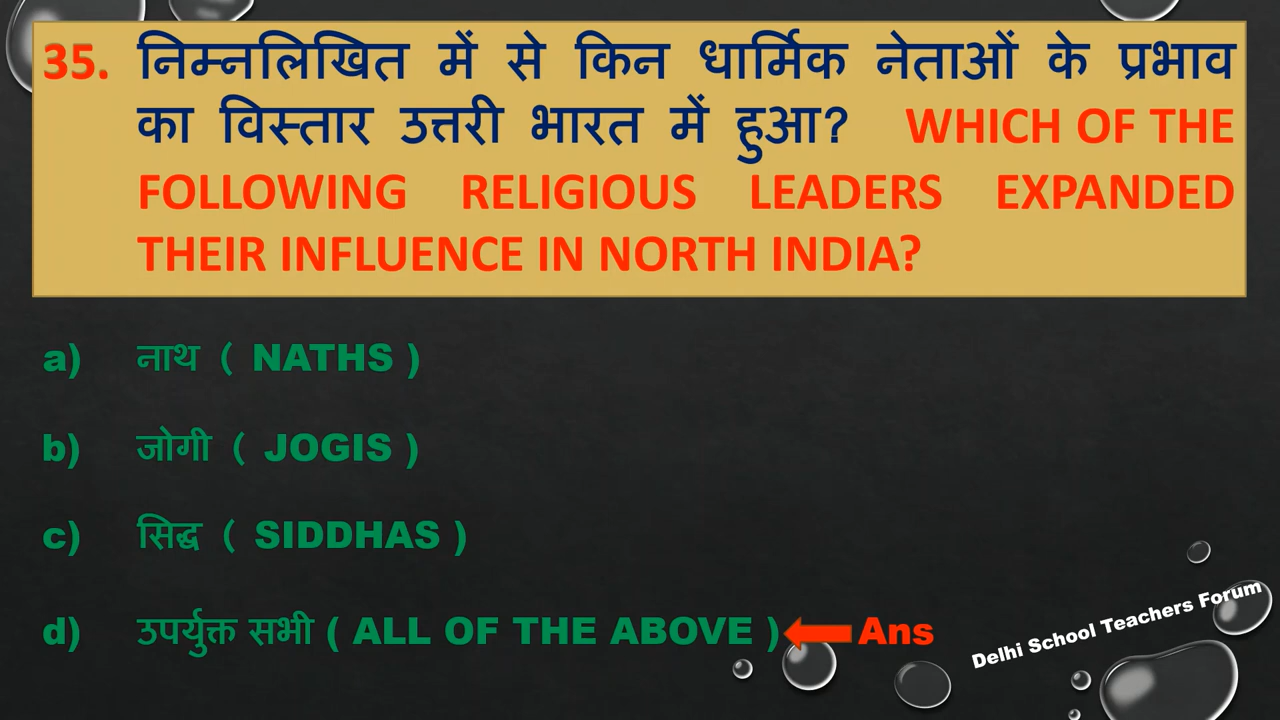 35. निम्नलिखित में से किन धार्मिक नेताओं के प्रभाव
का विस्तार उत्तरी भारत में हुआ? WHICH OF THE
FOLLOWING RELIGIOUS LEADERS EXPANDED
THEIR INFLUENCE IN NORTH INDIA?
a) नाथ ( NATHS )
b) जोगी ( JOGIS )
c) सिद्ध ( SIDDHAS )
d) उपर्युक्त सभी ( ALL OF THE ABOVE ) Ans
Delhi School Teachers Forum